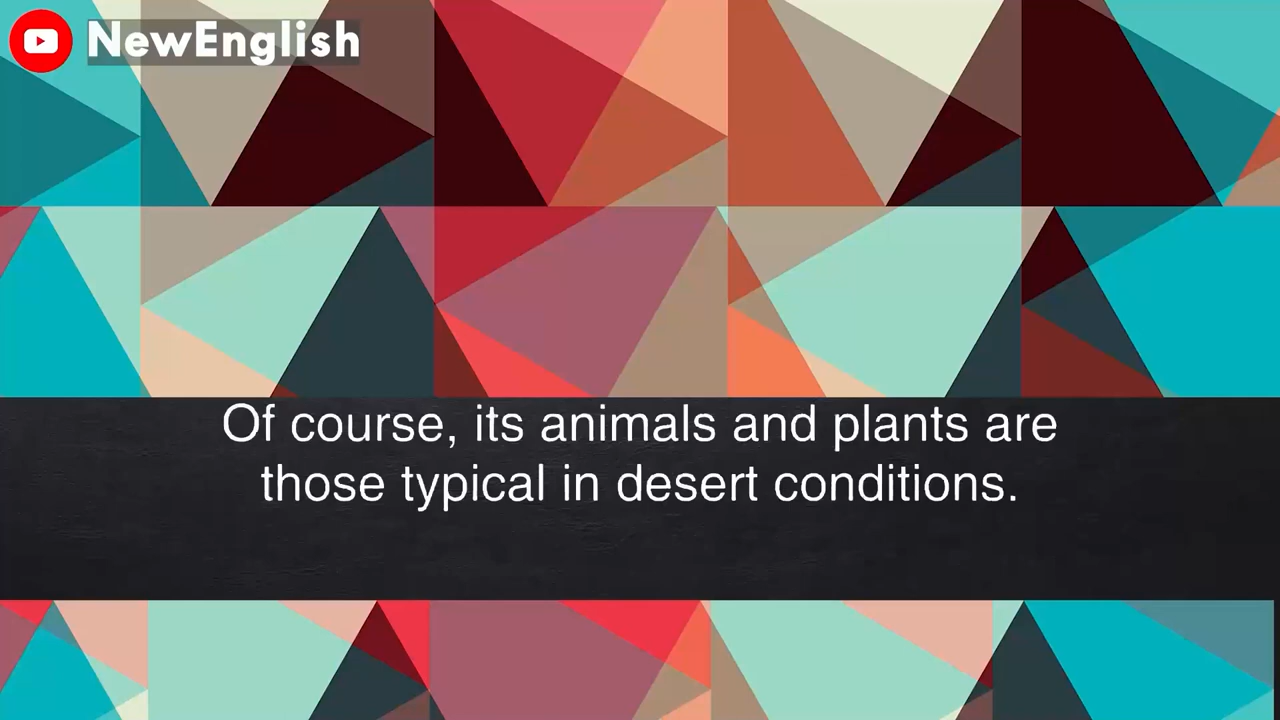 NewEnglish
Of course, its animals and plants are
those typical in desert conditions.